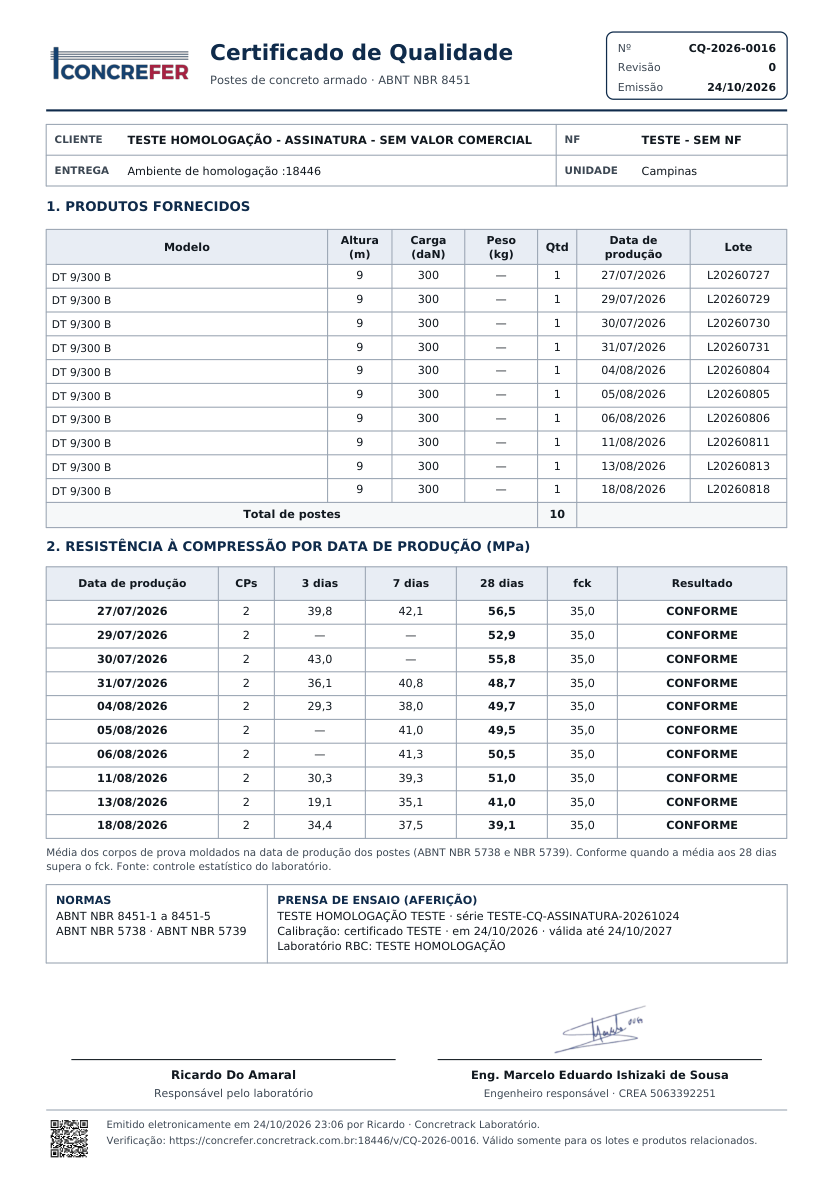 CONCREFER
Certificado de Qualidade
Postes de concreto armado · ABNT NBR 8451
Nº CQ-2026-0016
Revisão 0
Emissão 24/10/2026
CLIENTE TESTE HOMOLOGAÇÃO - ASSINATURA - SEM VALOR COMERCIAL NF TESTE - SEM NF
ENTREGA Ambiente de homologação :18446 UNIDADE Campinas
1. PRODUTOS FORNECIDOS
Modelo Altura (m) Carga (daN) Peso (kg) Qtd Data de produção Lote
DT 9/300 B 9 300 — 1 27/07/2026 L20260727
DT 9/300 B 9 300 — 1 29/07/2026 L20260729
DT 9/300 B 9 300 — 1 30/07/2026 L20260730
DT 9/300 B 9 300 — 1 31/07/2026 L20260731
DT 9/300 B 9 300 — 1 04/08/2026 L20260804
DT 9/300 B 9 300 — 1 05/08/2026 L20260805
DT 9/300 B 9 300 — 1 06/08/2026 L20260806
DT 9/300 B 9 300 — 1 11/08/2026 L20260811
DT 9/300 B 9 300 — 1 13/08/2026 L20260813
DT 9/300 B 9 300 — 1 18/08/2026 L20260818
Total de postes 10
2. RESISTÊNCIA À COMPRESSÃO POR DATA DE PRODUÇÃO (MPa)
Data de produção CPs 3 dias 7 dias 28 dias fck Resultado
27/07/2026 2 39,8 42,1 56,5 35,0 CONFORME
29/07/2026 2 — — 52,9 35,0 CONFORME
30/07/2026 2 43,0 — 55,8 35,0 CONFORME
31/07/2026 2 36,1 40,8 48,7 35,0 CONFORME
04/08/2026 2 29,3 38,0 49,7 35,0 CONFORME
05/08/2026 2 — 41,0 49,5 35,0 CONFORME
06/08/2026 2 — 41,3 50,5 35,0 CONFORME
11/08/2026 2 30,3 39,3 51,0 35,0 CONFORME
13/08/2026 2 19,1 35,1 41,0 35,0 CONFORME
18/08/2026 2 34,4 37,5 39,1 35,0 CONFORME
Média dos corpos de prova moldados na data de produção dos postes (ABNT NBR 5738 e NBR 5739). Conforme quando a média aos 28 dias
supera o fck. Fonte: controle estatístico do laboratório.
NORMAS
ABNT NBR 8451-1 a 8451-5
ABNT NBR 5738 · ABNT NBR 5739
PRENSA DE ENSAIO (AFERIÇÃO)
TESTE HOMOLOGAÇÃO TESTE · série TESTE-CQ-ASSINATURA-20261024
Calibração: certificado TESTE · em 24/10/2026 · válida até 24/10/2027
Laboratório RBC: TESTE HOMOLOGAÇÃO
Ricardo Do Amaral
Responsável pelo laboratório
Eng. Marcelo Eduardo Ishizaki de Sousa
Engenheiro responsável · CREA 5063392251
Emitido eletronicamente em 24/10/2026 23:06 por Ricardo · Concretrack Laboratório.
Verificação: https://concrefer.concretrack.com.br:18446/v/CQ-2026-0016. Válido somente para os lotes e produtos relacionados.